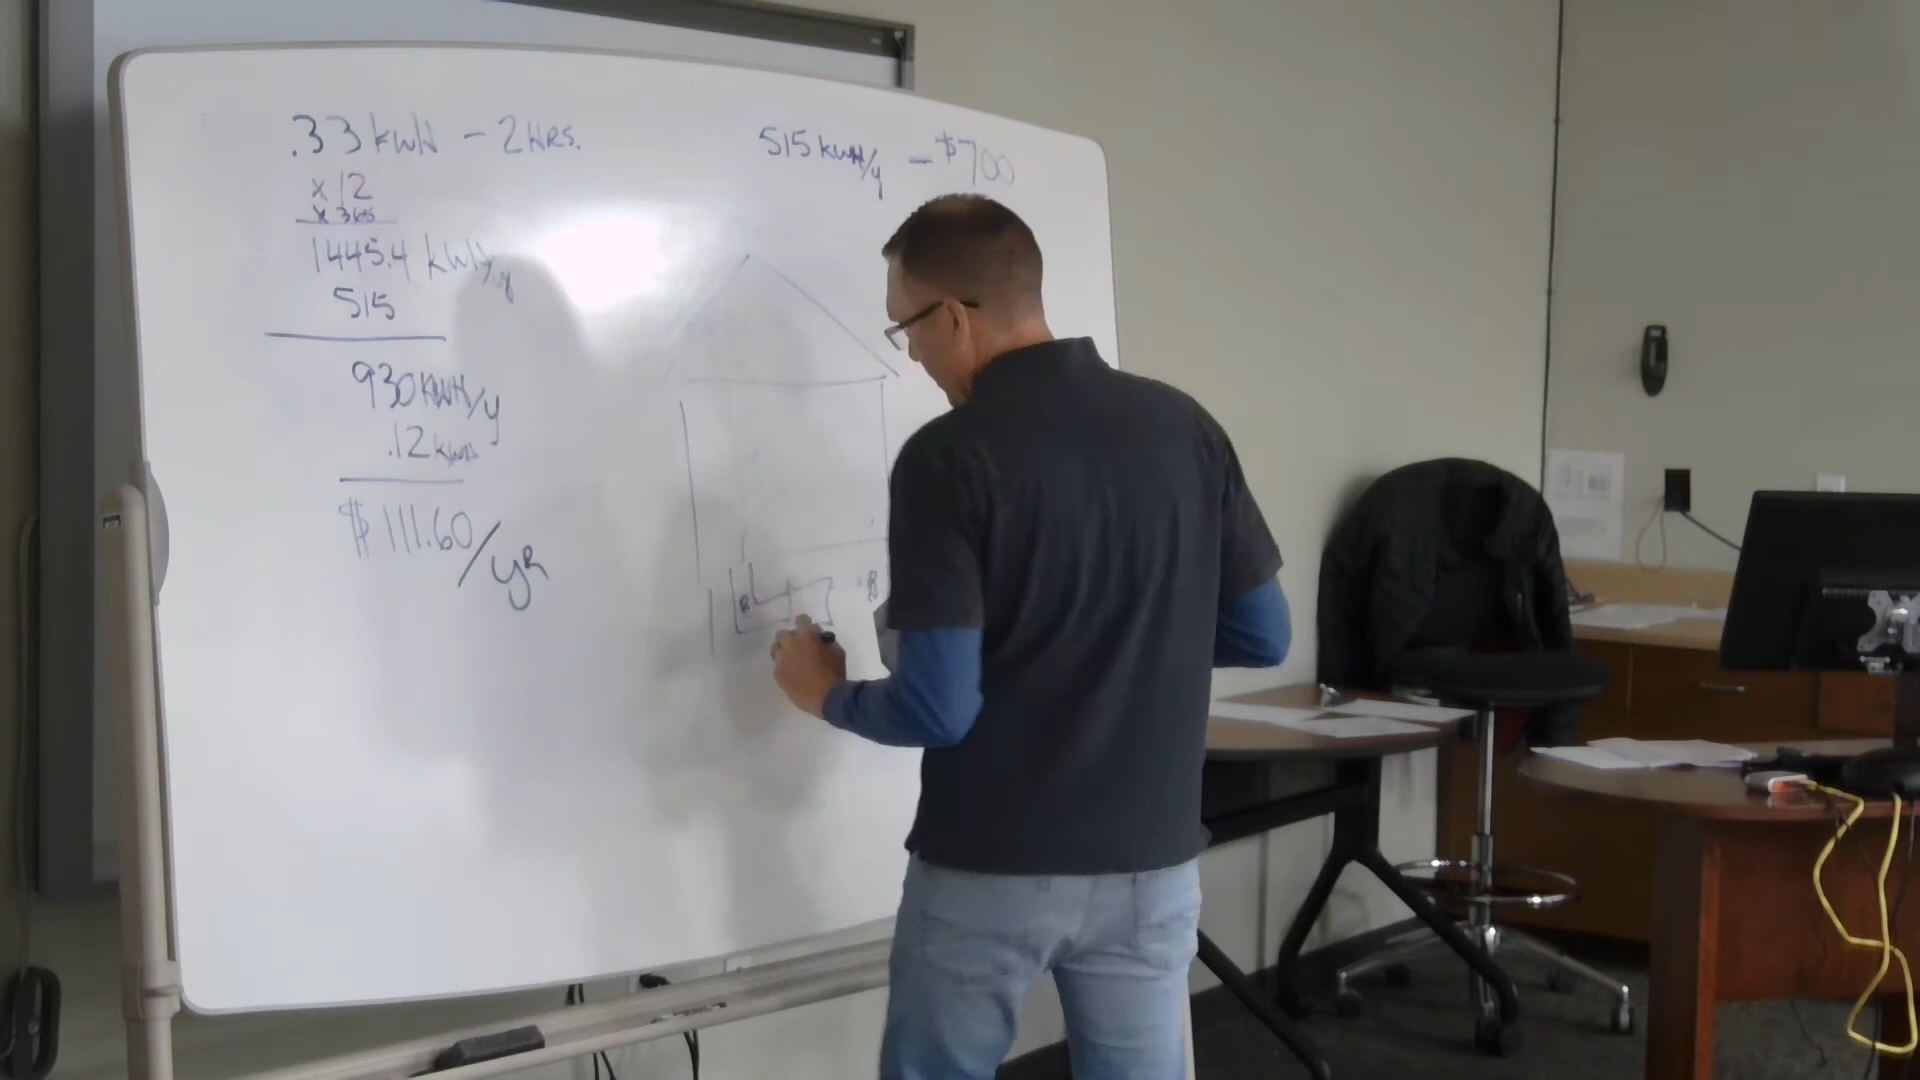 .33 kWH - 2 HRS.
x 12
x 365
1445.4 kWH/y
515
930 KWH/y
.12 kWH
$111.60/yR
515 kWH/y - $700
R
B